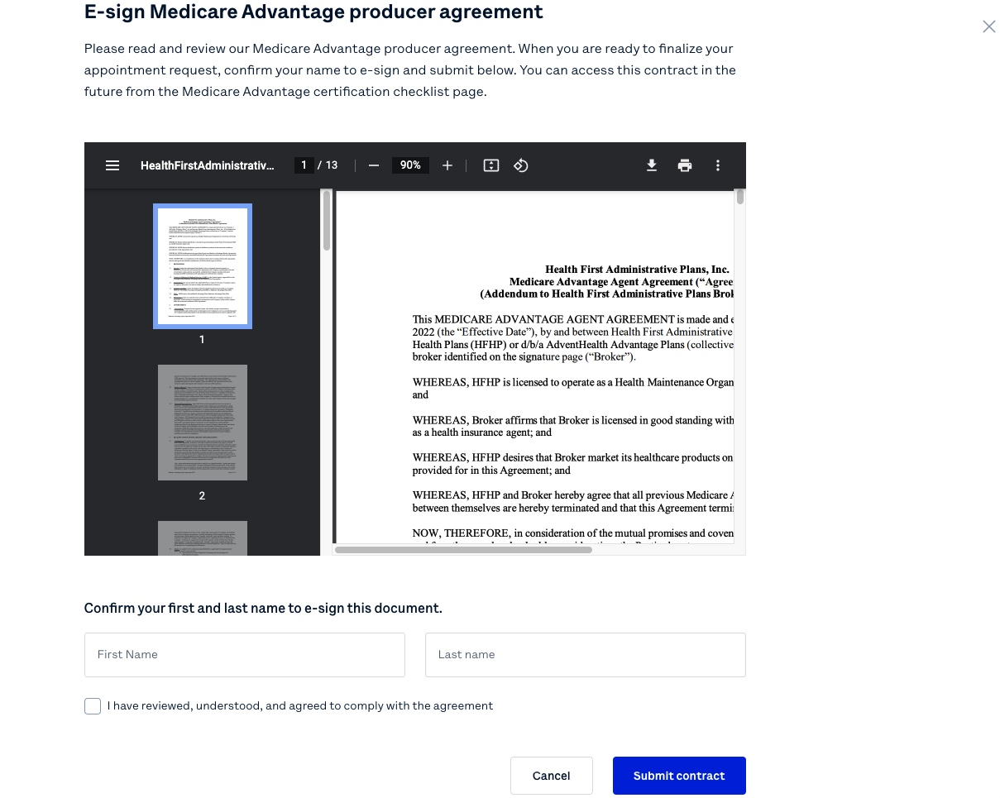 E-sign Medicare Advantage producer agreement
Please read and review our Medicare Advantage producer agreement. When you are ready to finalize your
appointment request, confirm your name to e-sign and submit below. You can access this contract in the
future from the Medicare Advantage certification checklist page.
HealthFirstAdministrativ... 1 / 13 90%
1
2
Health First Administrative Plans, Inc.
Medicare Advantage Agent Agreement (“Agree
(Addendum to Health First Administrative Plans Brok
This MEDICARE ADVANTAGE AGENT AGREEMENT is made and e
2022 (the “Effective Date”), by and between Health First Administrative
Health Plans (HFHP) or d/b/a AdventHealth Advantage Plans (collective
broker identified on the signature page (“Broker”).
WHEREAS, HFHP is licensed to operate as a Health Maintenance Organ
and
WHEREAS, Broker affirms that Broker is licensed in good standing with
as a health insurance agent; and
WHEREAS, HFHP desires that Broker market its healthcare products on
provided for in this Agreement; and
WHEREAS, HFHP and Broker hereby agree that all previous Medicare A
between themselves are hereby terminated and that this Agreement termi
NOW, THEREFORE, in consideration of the mutual promises and coven
Confirm your first and last name to e-sign this document.
First Name
Last name
I have reviewed, understood, and agreed to comply with the agreement
Cancel
Submit contract